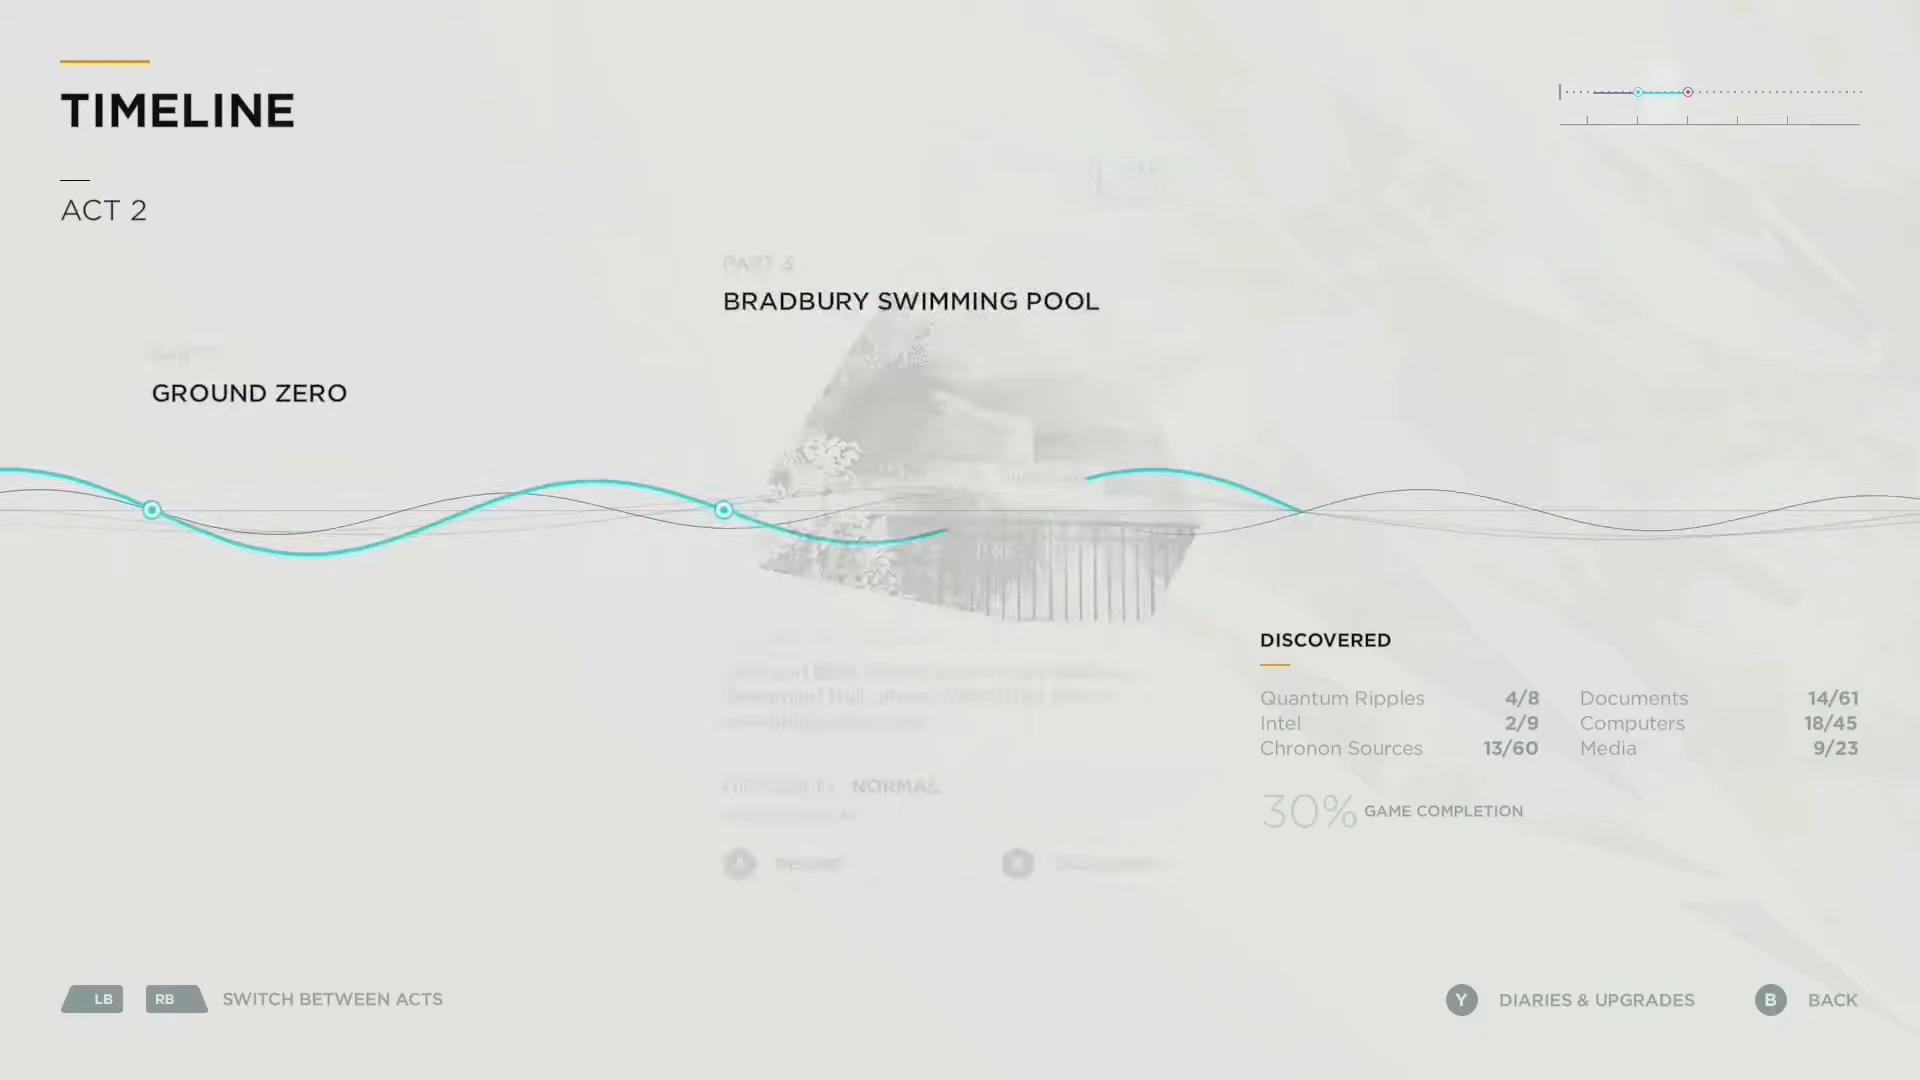 TIMELINE
ACT 2
PART 3
BRADBURY SWIMMING POOL
GROUND ZERO
DISCOVERED
Quantum Ripples 4/8
Intel 2/9
Chronon Sources 13/60
Documents 14/61
Computers 18/45
Media 9/23
30% GAME COMPLETION
NORMAL
LB RB SWITCH BETWEEN ACTS
Y DIARIES & UPGRADES
B BACK